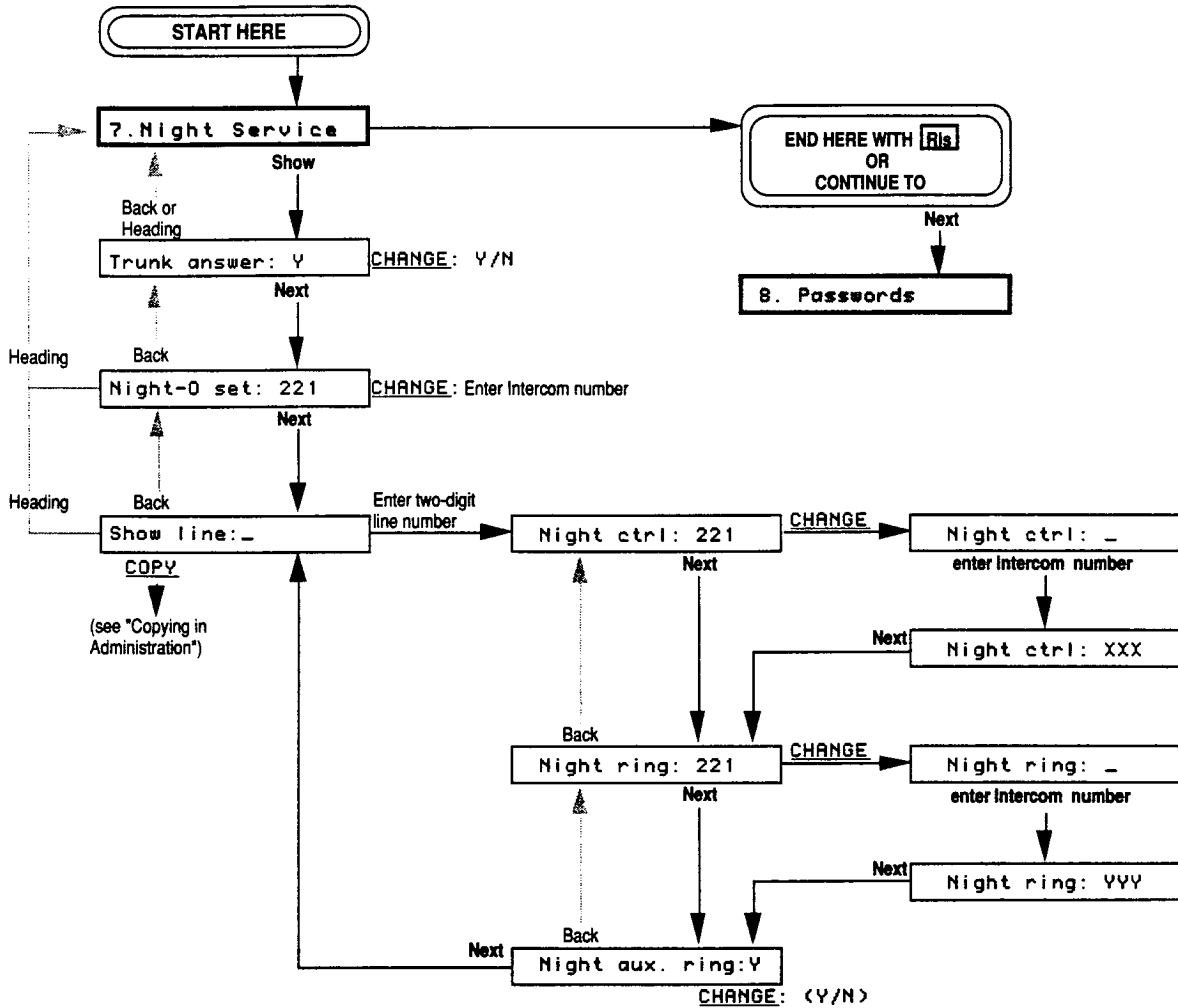 START HERE
7.Night Service
Show
END HERE WITH Rls
OR
CONTINUE TO
Next
8. Passwords
Back or
Heading
Trunk answer: Y
CHANGE: Y/N
Next
Heading
Back
Night-0 set: 221
CHANGE: Enter Intercom number
Next
Heading
Back
Show line:_
COPY
(see "Copying in
Administration")
Enter two-digit
line number
Night ctrl: 221
Next
CHANGE
Night ctrl: _
enter Intercom number
Next
Night ctrl: XXX
Back
Night ring: 221
Next
CHANGE
Night ring: _
enter Intercom number
Next
Night ring: YYY
Back
Next
Night aux. ring:Y
CHANGE: (Y/N)